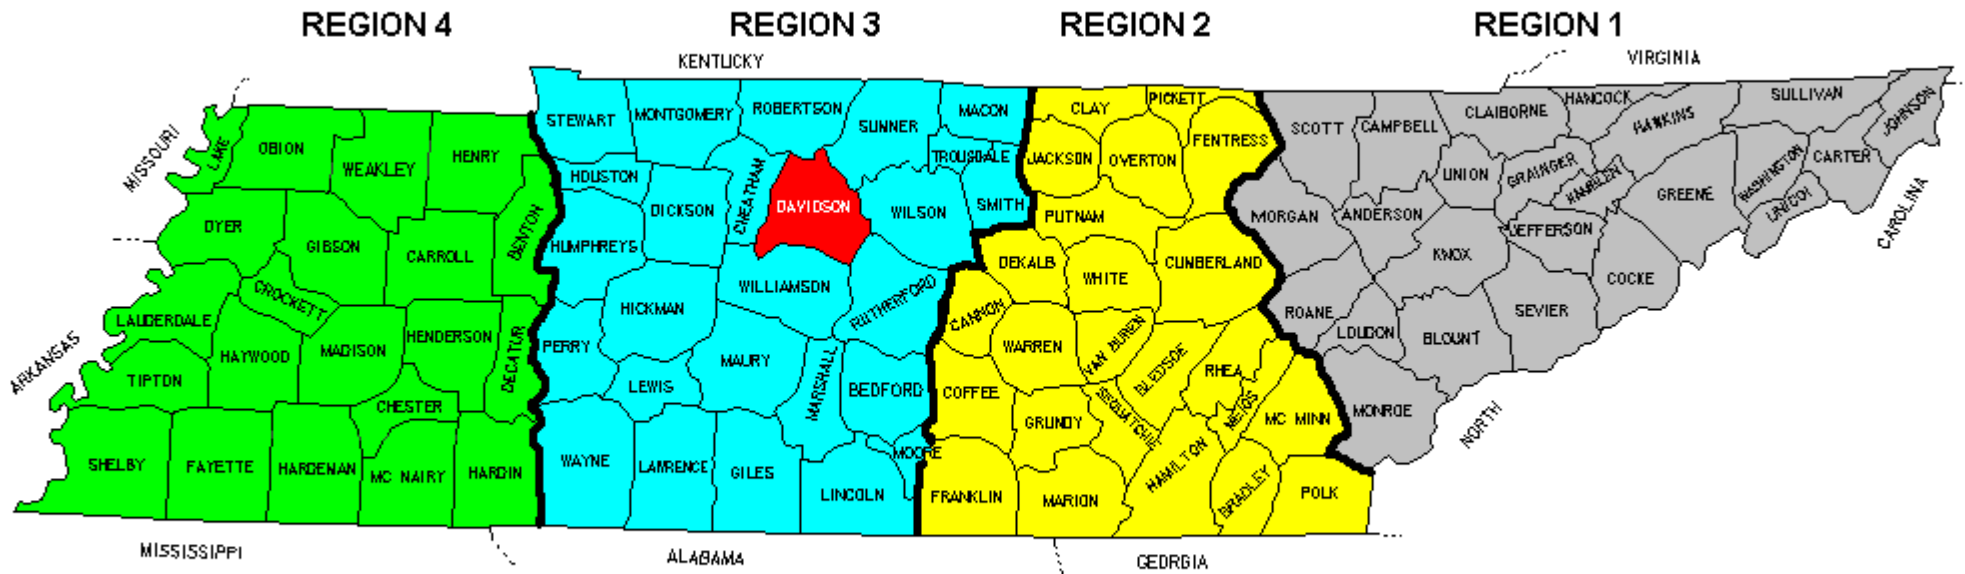 REGION 4
REGION 3
REGION 2
REGION 1
KENTUCKY
VIRGINIA
MISSOURI
ARKANSAS
MISSISSIPPI
ALABAMA
GEORGIA
NORTH
CAROLINA
LAKE
OBION
WEAKLEY
HENRY
DYER
GIBSON
CARROLL
BENTON
LAUDERDALE
CROCKETT
HAYWOOD
MADISON
HENDERSON
DECATUR
TIPTON
CHESTER
SHELBY
FAYETTE
HARDEMAN
MC NAIRY
HARDIN
STEWART
MONTGOMERY
ROBERTSON
SUMNER
MACON
TROUSDALE
HOUSTON
DICKSON
CHEATHAM
DAVIDSON
WILSON
SMITH
HUMPHREYS
HICKMAN
WILLIAMSON
RUTHERFORD
PERRY
LEWIS
MAURY
MARSHALL
BEDFORD
WAYNE
LAWRENCE
GILES
LINCOLN
MOORE
CLAY
PICKETT
FENTRESS
JACKSON
OVERTON
PUTNAM
DEKALB
WHITE
CUMBERLAND
CANNON
WARREN
VAN BUREN
BLEDSOE
RHEA
COFFEE
GRUNDY
SEQUATCHIE
MEIGS
MC MINN
FRANKLIN
MARION
HAMILTON
BRADLEY
POLK
SCOTT
CAMPBELL
CLAIBORNE
HANCOCK
HAWKINS
SULLIVAN
JOHNSON
UNION
GRAINGER
HAMBLEN
GREENE
WASHINGTON
CARTER
UNICOI
MORGAN
ANDERSON
KNOX
JEFFERSON
COCKE
ROANE
LOUDON
BLOUNT
SEVIER
MONROE